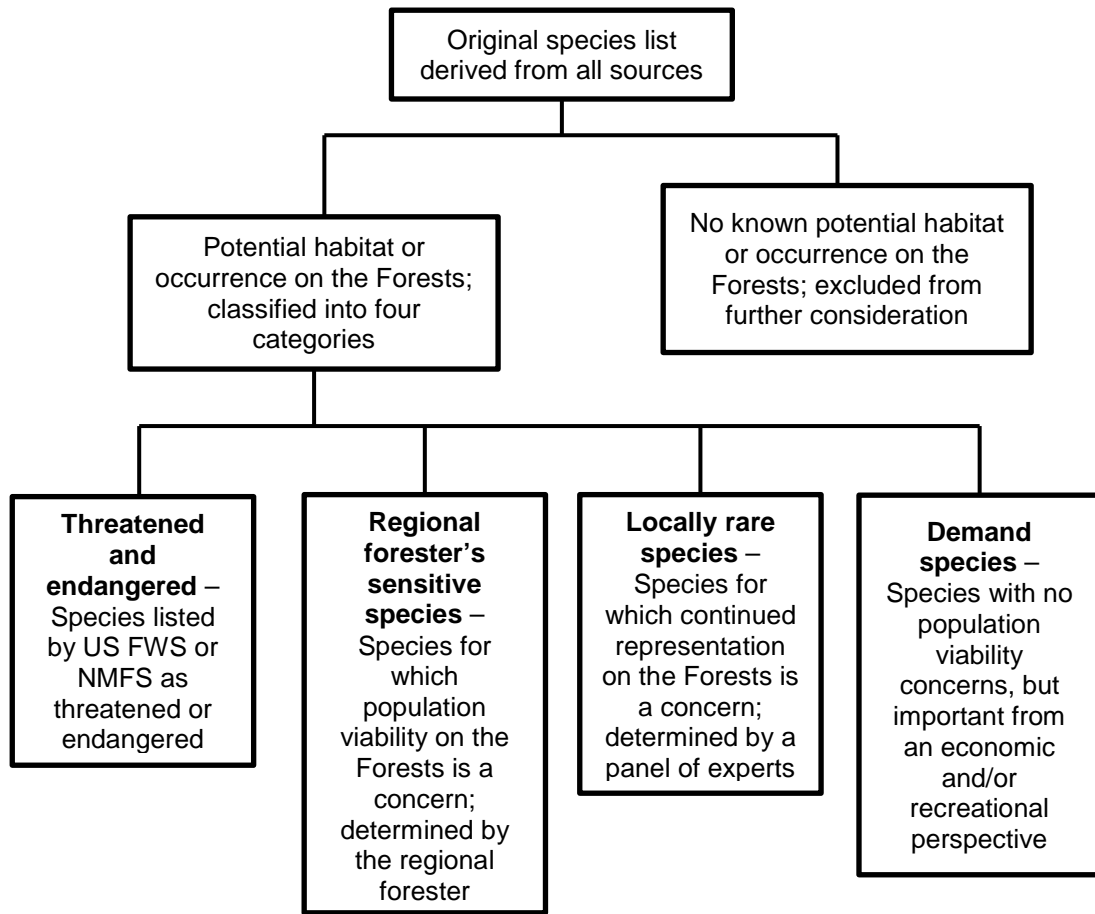 Original species list
derived from all sources
Potential habitat or
occurrence on the Forests;
classified into four
categories
No known potential habitat
or occurrence on the
Forests; excluded from
further consideration
Threatened
and
endangered –
Species listed
by US FWS or
NMFS as
threatened or
endangered
Regional
forester’s
sensitive
species –
Species for
which
population
viability on the
Forests is a
concern;
determined by
the regional
forester
Locally rare
species –
Species for
which continued
representation
on the Forests is
a concern;
determined by a
panel of experts
Demand
species –
Species with no
population
viability
concerns, but
important from
an economic
and/or
recreational
perspective